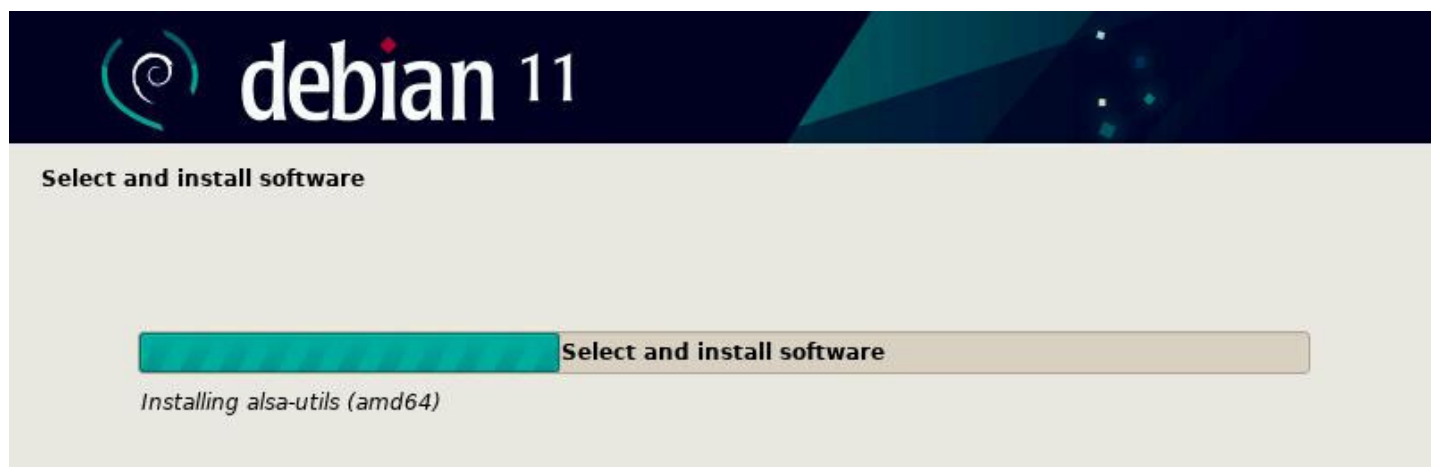 debian 11
Select and install software
Select and install software
Installing alsa-utils (amd64)